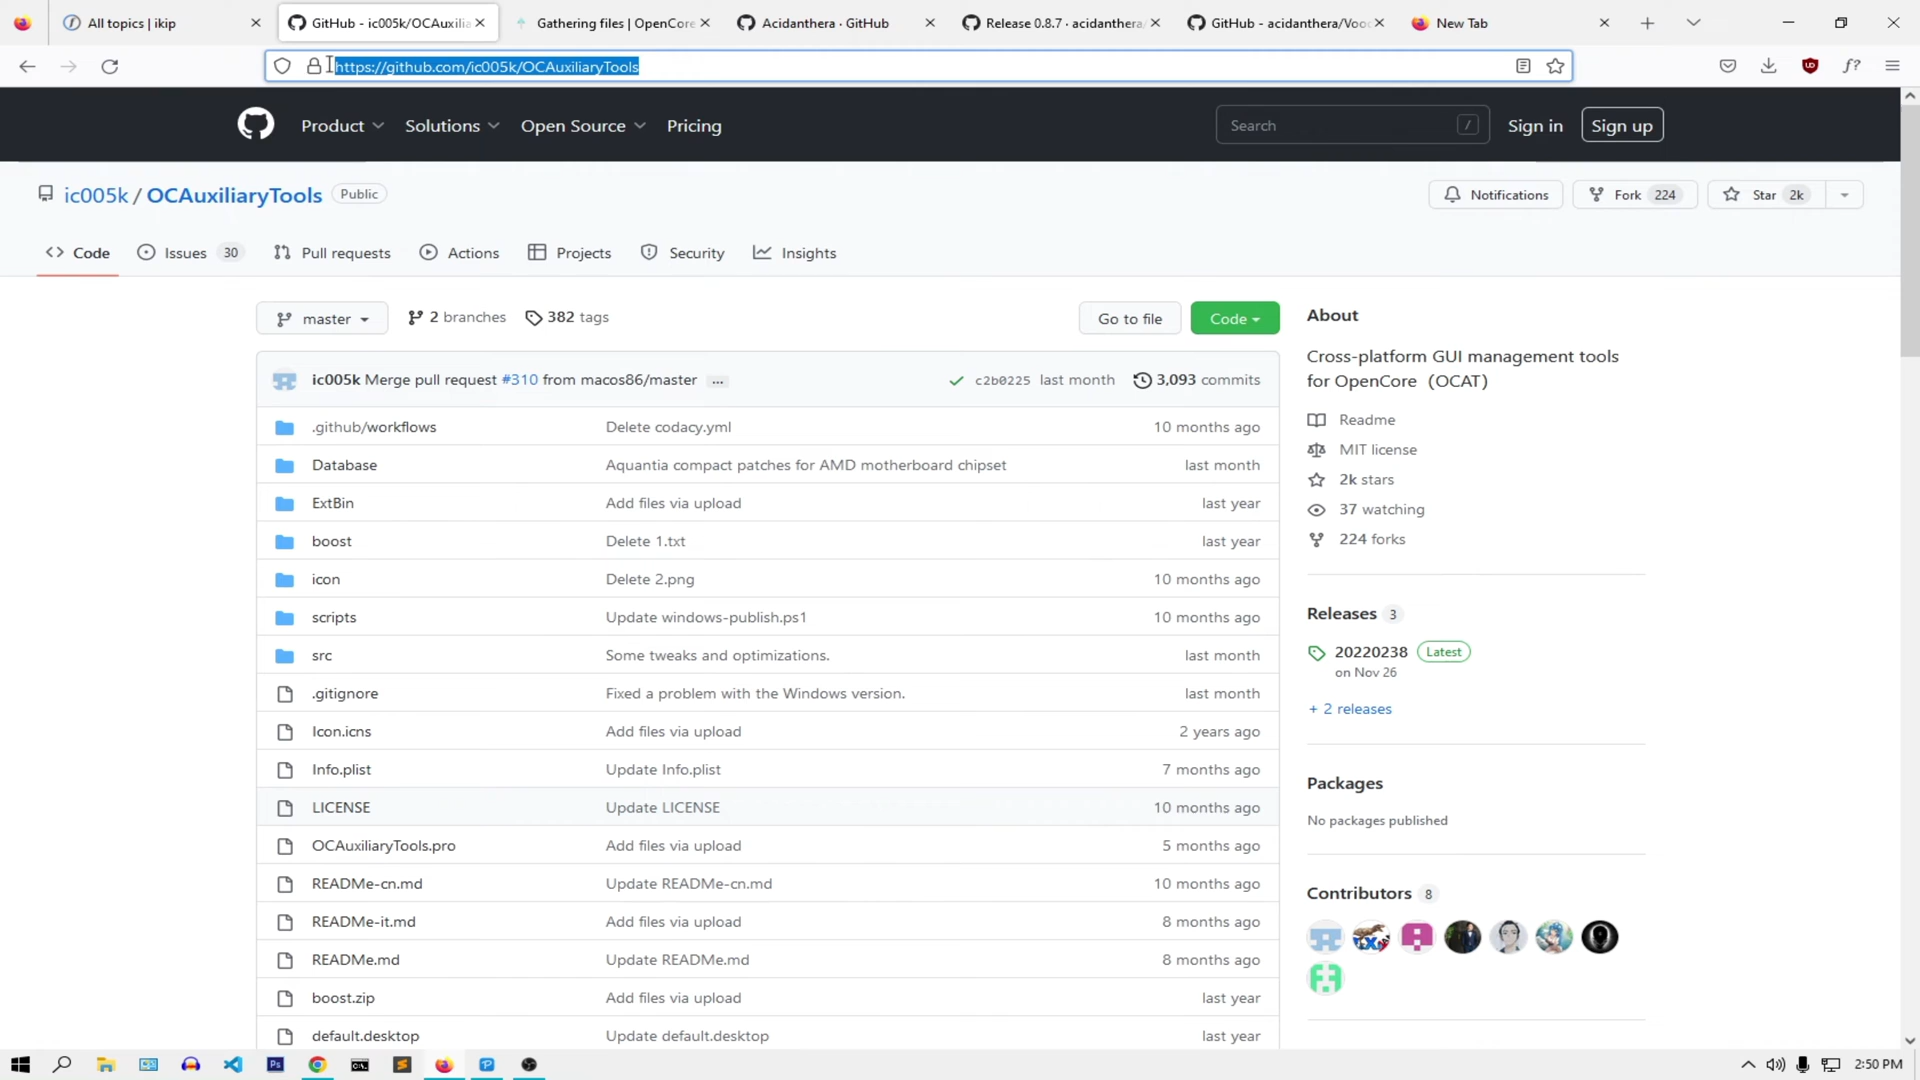 All topics | ikip
GitHub - ic005k/OCAuxilia
Gathering files | OpenCore
Acidanthera · GitHub
Release 0.8.7 · acidanthera/
GitHub - acidanthera/Vooc
New Tab
https://github.com/ic005k/OCAuxiliaryTools
Product
Solutions
Open Source
Pricing
Search
/
Sign in
Sign up
ic005k / OCAuxiliaryTools
Public
Notifications
Fork 224
Star 2k
Code
Issues 30
Pull requests
Actions
Projects
Security
Insights
master
2 branches
382 tags
Go to file
Code
ic005k Merge pull request #310 from macos86/master ...
c2b0225 last month
3,093 commits
.github/workflows Delete codacy.yml 10 months ago
Database Aquantia compact patches for AMD motherboard chipset last month
ExtBin Add files via upload last year
boost Delete 1.txt last year
icon Delete 2.png 10 months ago
scripts Update windows-publish.ps1 10 months ago
src Some tweaks and optimizations. last month
.gitignore Fixed a problem with the Windows version. last month
Icon.icns Add files via upload 2 years ago
Info.plist Update Info.plist 7 months ago
LICENSE Update LICENSE 10 months ago
OCAuxiliaryTools.pro Add files via upload 5 months ago
READMe-cn.md Update READMe-cn.md 10 months ago
READMe-it.md Add files via upload 8 months ago
READMe.md Update READMe.md 8 months ago
boost.zip Add files via upload last year
default.desktop Update default.desktop last year
About
Cross-platform GUI management tools
for OpenCore （OCAT）
Readme
MIT license
2k stars
37 watching
224 forks
Releases 3
20220238 Latest
on Nov 26
+ 2 releases
Packages
No packages published
Contributors 8
2:50 PM